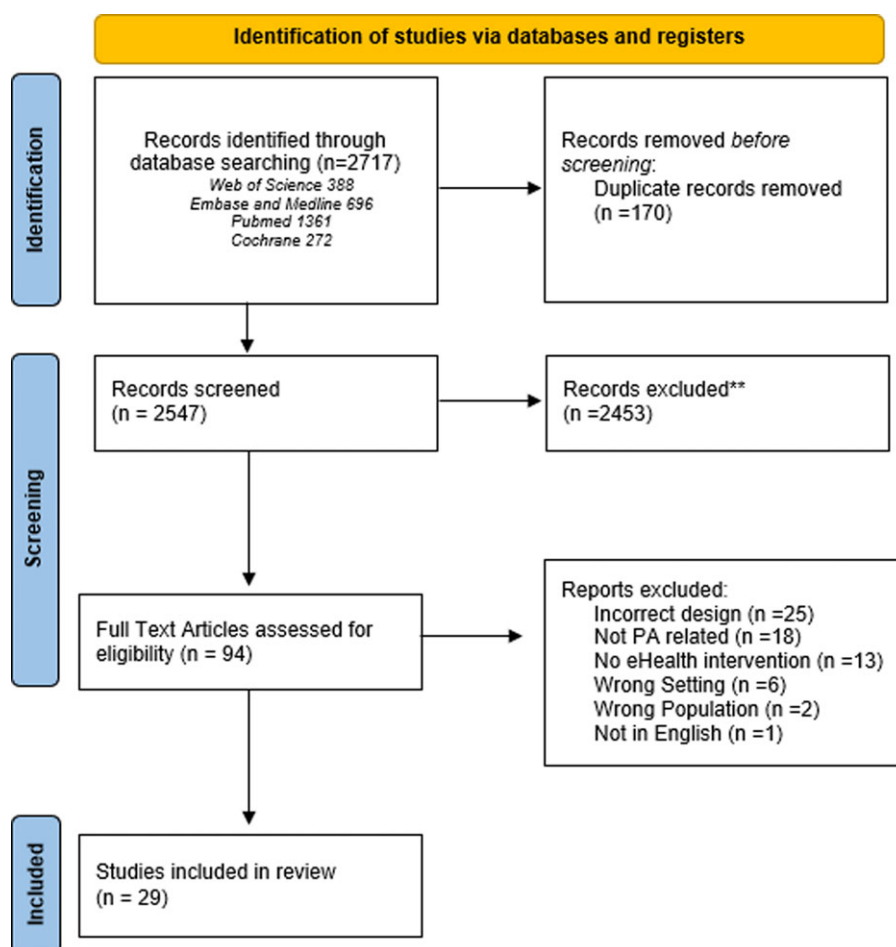 Identification of studies via databases and registers
Identification
Records identified through
database searching (n=2717)
Web of Science 388
Embase and Medline 696
Pubmed 1361
Cochrane 272
Records removed before
screening:
Duplicate records removed
(n =170)
Screening
Records screened
(n = 2547)
Records excluded**
(n =2453)
Full Text Articles assessed for
eligibility (n = 94)
Reports excluded:
Incorrect design (n =25)
Not PA related (n =18)
No eHealth intervention (n =13)
Wrong Setting (n =6)
Wrong Population (n =2)
Not in English (n =1)
Included
Studies included in review
(n = 29)